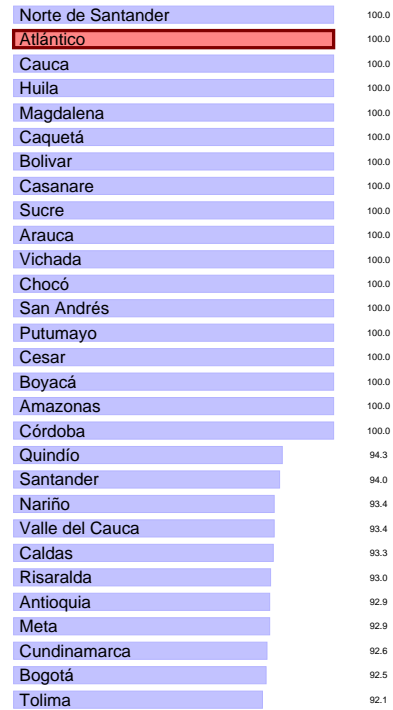 Norte de Santander 100.0
Atlántico 100.0
Cauca 100.0
Huila 100.0
Magdalena 100.0
Caquetá 100.0
Bolivar 100.0
Casanare 100.0
Sucre 100.0
Arauca 100.0
Vichada 100.0
Chocó 100.0
San Andrés 100.0
Putumayo 100.0
Cesar 100.0
Boyacá 100.0
Amazonas 100.0
Córdoba 100.0
Quindío 94.3
Santander 94.0
Nariño 93.4
Valle del Cauca 93.4
Caldas 93.3
Risaralda 93.0
Antioquia 92.9
Meta 92.9
Cundinamarca 92.6
Bogotá 92.5
Tolima 92.1